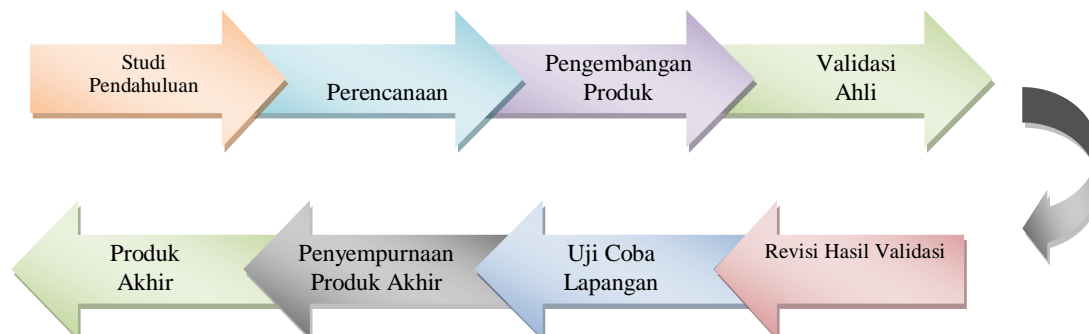 Studi
Pendahuluan
Perencanaan
Pengembangan
Produk
Validasi
Ahli
Revisi Hasil Validasi
Uji Coba
Lapangan
Penyempurnaan
Produk Akhir
Produk
Akhir